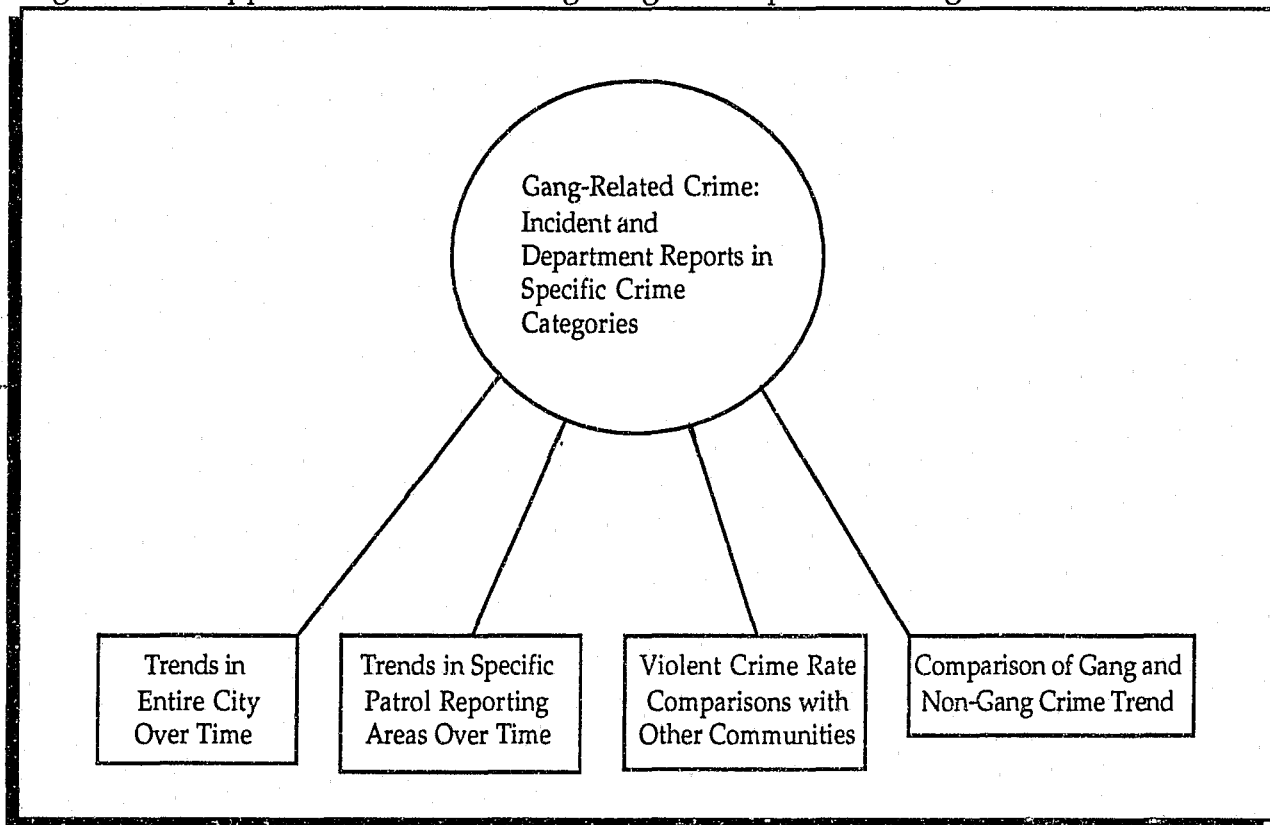 Gang-Related Crime:
Incident and
Department Reports in
Specific Crime
Categories
Trends in
Entire City
Over Time
Trends in Specific
Patrol Reporting
Areas Over Time
Violent Crime Rate
Comparisons with
Other Communities
Comparison of Gang and
Non-Gang Crime Trend